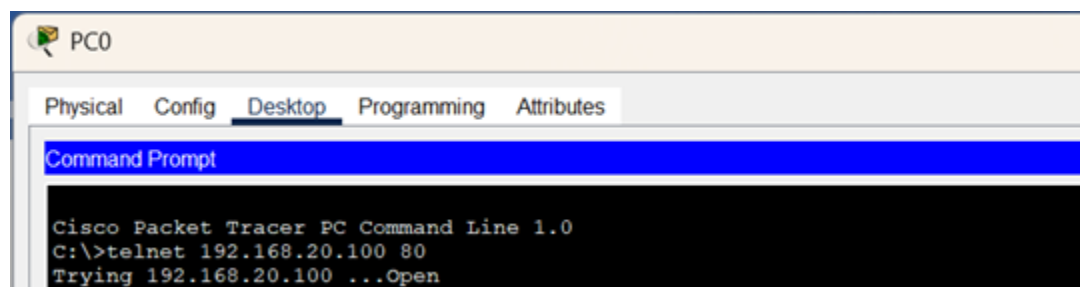 PC0
Physical Config Desktop Programming Attributes
Command Prompt
Cisco Packet Tracer PC Command Line 1.0
C:\>telnet 192.168.20.100 80
Trying 192.168.20.100 ...Open